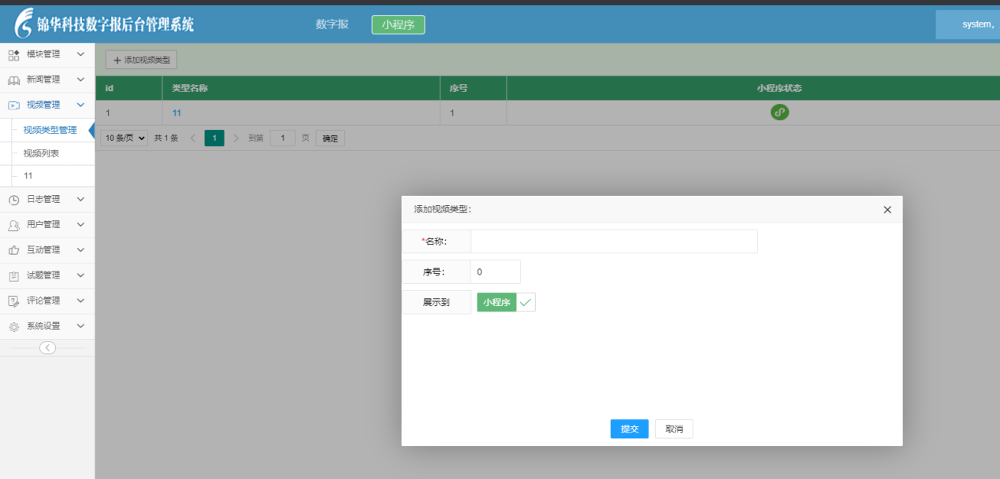 锦华科技数字报后台管理系统 数字报 小程序 system,
模块管理
新闻管理
视频管理
视频类型管理
视频列表
11
日志管理
用户管理
互动管理
试题管理
评论管理
系统设置
添加视频类型
id 类型名称 序号 小程序状态
1 11 1
10 条/页 共 1 条 1 到第 1 页 确定
添加视频类型:
*名称:
序号: 0
展示到 小程序
提交 取消